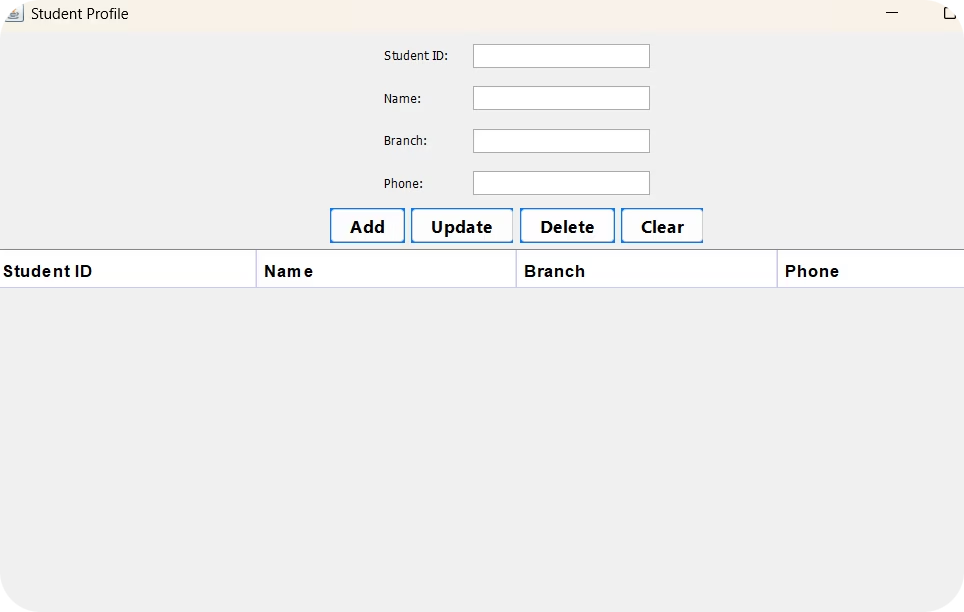 Student Profile
Student ID:
Name:
Branch:
Phone:
Add Update Delete Clear
Student ID Name Branch Phone